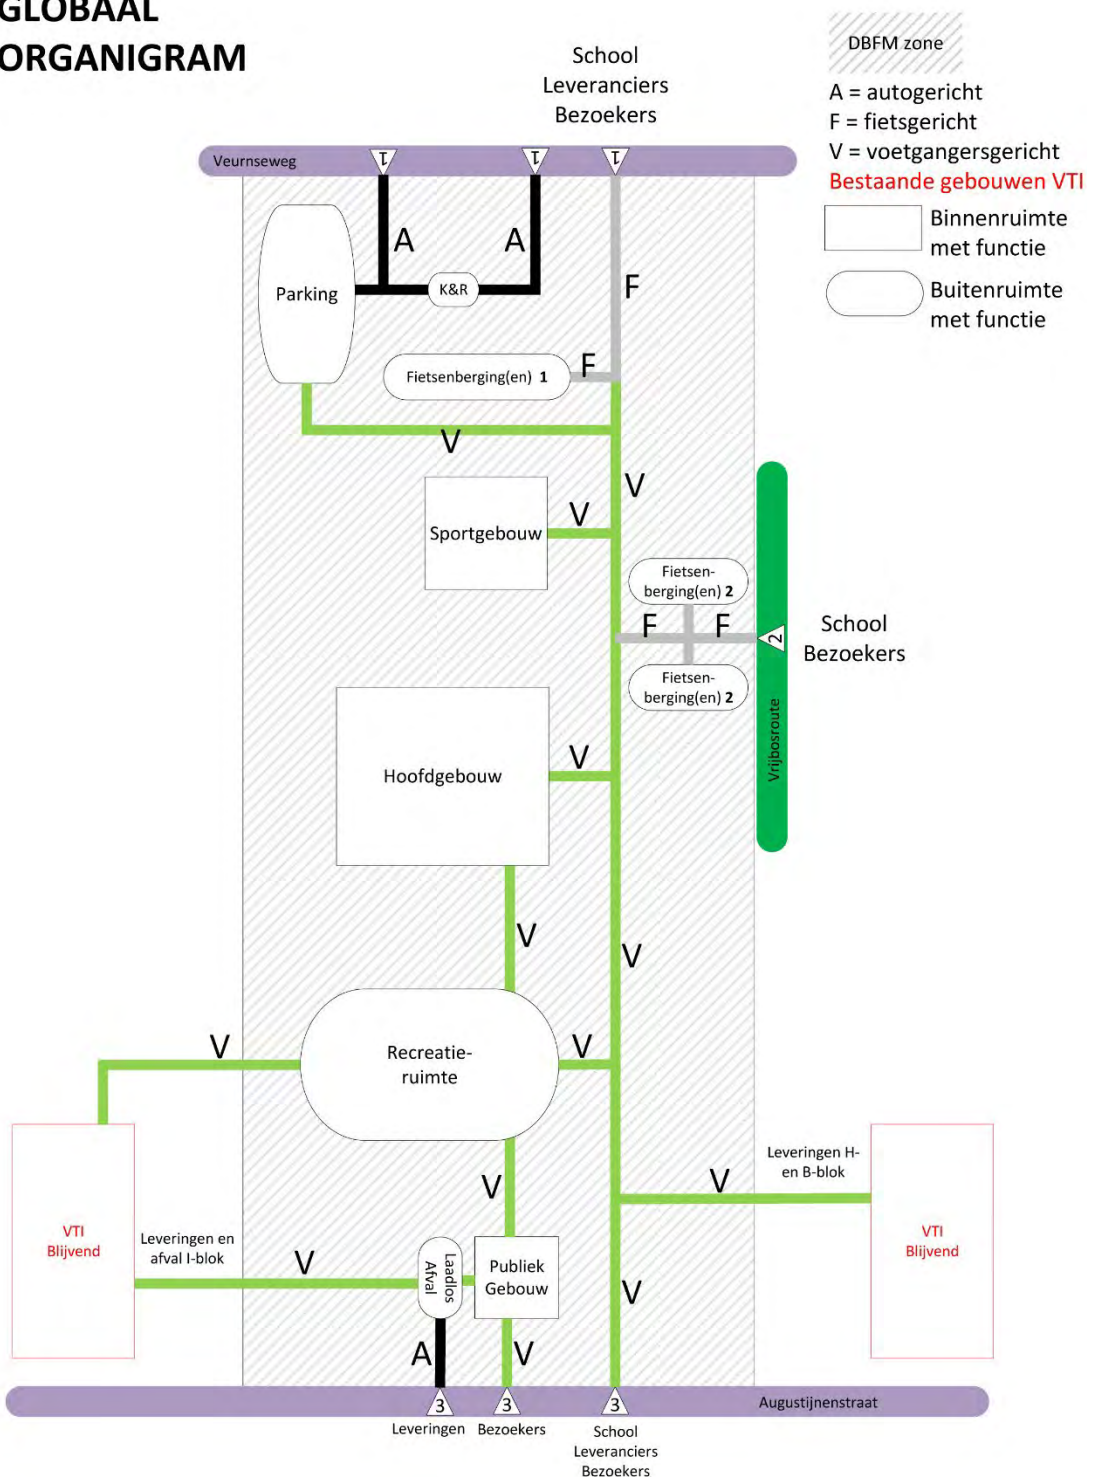 GLOBAAL
ORGANIGRAM
School
Leveranciers
Bezoekers
DBFM zone
A = autogericht
F = fietsgericht
V = voetgangersgericht
Bestaande gebouwen VTI
Binnenruimte
met functie
Buitenruimte
met functie
Veurnseweg
1
1
1
A
A
F
Parking
K&R
Fietsenberging(en) 1
F
V
V
Sportgebouw
V
Fietsen-
berging(en) 2
F
F
2
School
Bezoekers
Fietsen-
berging(en) 2
Vrijbosroute
Hoofdgebouw
V
V
V
Recreatie-
ruimte
V
V
VTI
Blijvend
Leveringen en
afval I-blok
V
V
Laadlos
Afval
Publiek
Gebouw
Leveringen H-
en B-blok
V
VTI
Blijvend
V
A
V
Augustijnenstraat
3
3
3
Leveringen
Bezoekers
School
Leveranciers
Bezoekers